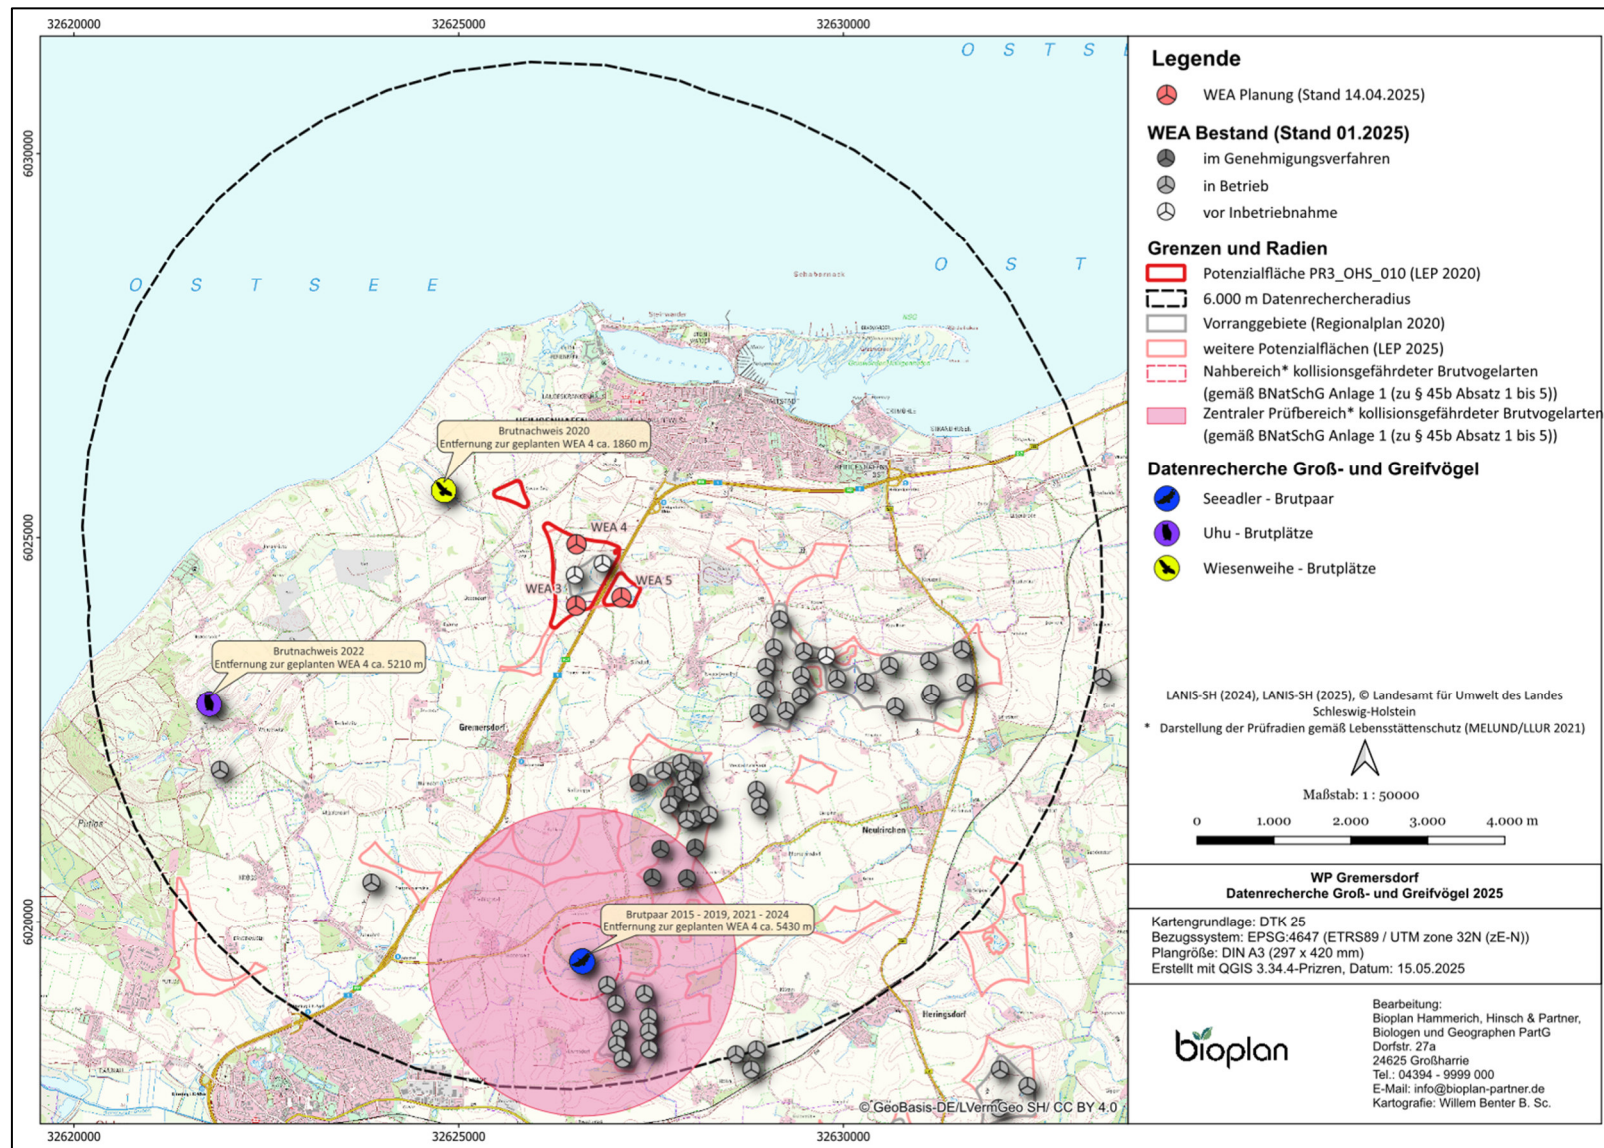 32620000
32625000
32630000
6030000
6025000
6020000
O S T S E
O S T
O S T S E E
Schabernack
Brutnachweis 2020
Entfernung zur geplanten WEA 4 ca. 1860 m
WEA 4
WEA 3
WEA 5
Brutnachweis 2022
Entfernung zur geplanten WEA 4 ca. 5210 m
Gremersdorf
Neukirchen
Brutpaar 2015 - 2019, 2021 - 2024
Entfernung zur geplanten WEA 4 ca. 5430 m
Heringsdorf
Putlos
© GeoBasis-DE/LVermGeo SH/ CC BY 4.0
32620000
32625000
32630000
Legende
WEA Planung (Stand 14.04.2025)
WEA Bestand (Stand 01.2025)
im Genehmigungsverfahren
in Betrieb
vor Inbetriebnahme
Grenzen und Radien
Potenzialfläche PR3_OHS_010 (LEP 2020)
6.000 m Datenrechercheradius
Vorranggebiete (Regionalplan 2020)
weitere Potenzialflächen (LEP 2025)
Nahbereich* kollisionsgefährdeter Brutvogelarten
(gemäß BNatSchG Anlage 1 (zu § 45b Absatz 1 bis 5))
Zentraler Prüfbereich* kollisionsgefährdeter Brutvogelarten
(gemäß BNatSchG Anlage 1 (zu § 45b Absatz 1 bis 5))
Datenrecherche Groß- und Greifvögel
Seeadler - Brutpaar
Uhu - Brutplätze
Wiesenweihe - Brutplätze
LANIS-SH (2024), LANIS-SH (2025), © Landesamt für Umwelt des Landes
Schleswig-Holstein
* Darstellung der Prüfradien gemäß Lebensstättenschutz (MELUND/LLUR 2021)
Maßstab: 1 : 50000
0 1.000 2.000 3.000 4.000 m
WP Gremersdorf
Datenrecherche Groß- und Greifvögel 2025
Kartengrundlage: DTK 25
Bezugssystem: EPSG:4647 (ETRS89 / UTM zone 32N (zE-N))
Plangröße: DIN A3 (297 x 420 mm)
Erstellt mit QGIS 3.34.4-Prizren, Datum: 15.05.2025
bioplan
Bearbeitung:
Bioplan Hammerich, Hinsch & Partner,
Biologen und Geographen PartG
Dorfstr. 27a
24625 Großharrie
Tel.: 04394 - 9999 000
E-Mail: info@bioplan-partner.de
Kartografie: Willem Benter B. Sc.